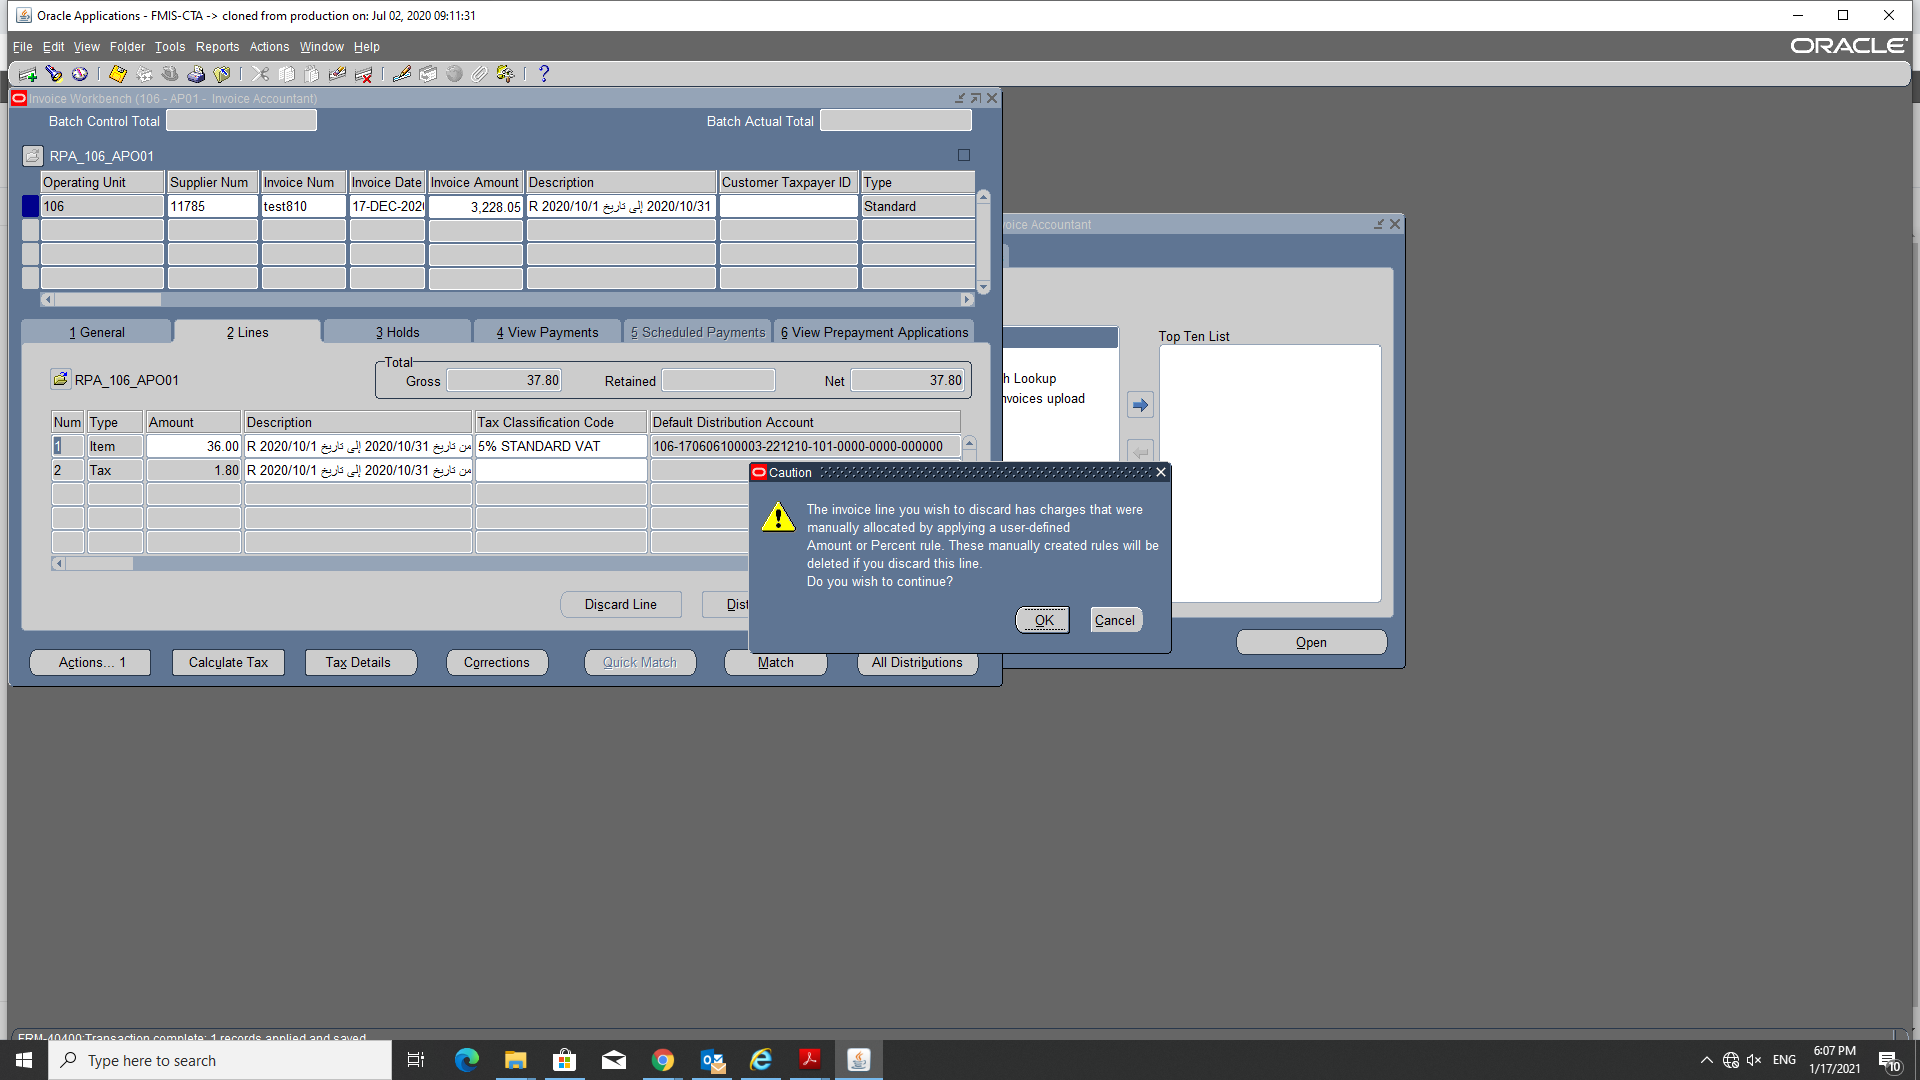 Oracle Applications - FMIS-CTA -> cloned from production on: Jul 02, 2020 09:11:31
File Edit View Folder Tools Reports Actions Window Help
ORACLE
Invoice Workbench (106 - AP01 - Invoice Accountant)
Batch Control Total
Batch Actual Total
RPA_106_APO01
Operating Unit Supplier Num Invoice Num Invoice Date Invoice Amount Description Customer Taxpayer ID Type
106 11785 test810 17-DEC-202 3,228.05 R 2020/10/1 إلى تاريخ 2020/10/31 Standard
oice Accountant
1 General 2 Lines 3 Holds 4 View Payments 5 Scheduled Payments 6 View Prepayment Applications
Top Ten List
h Lookup
nvoices upload
RPA_106_APO01
Total
Gross 37.80 Retained Net 37.80
Num Type Amount Description Tax Classification Code Default Distribution Account
1 Item 36.00 R 2020/10/1 من تاريخ 2020/10/31 إلى تاريخ 5% STANDARD VAT 106-170606100003-221210-101-0000-0000-000000
2 Tax 1.80 R 2020/10/1 من تاريخ 2020/10/31 إلى تاريخ
Caution
The invoice line you wish to discard has charges that were
manually allocated by applying a user-defined
Amount or Percent rule. These manually created rules will be
deleted if you discard this line.
Do you wish to continue?
OK Cancel
Discard Line Dist
Open
Actions... 1 Calculate Tax Tax Details Corrections Quick Match Match All Distributions
FRM-40400:Transaction complete: 1 records applied and saved
Type here to search
ENG
6:07 PM
1/17/2021
10